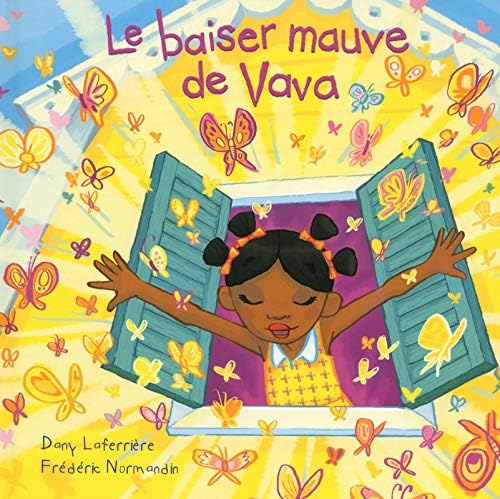 Le baiser mauve
de Vava
Dany Laferrière
Frédéric Normandin